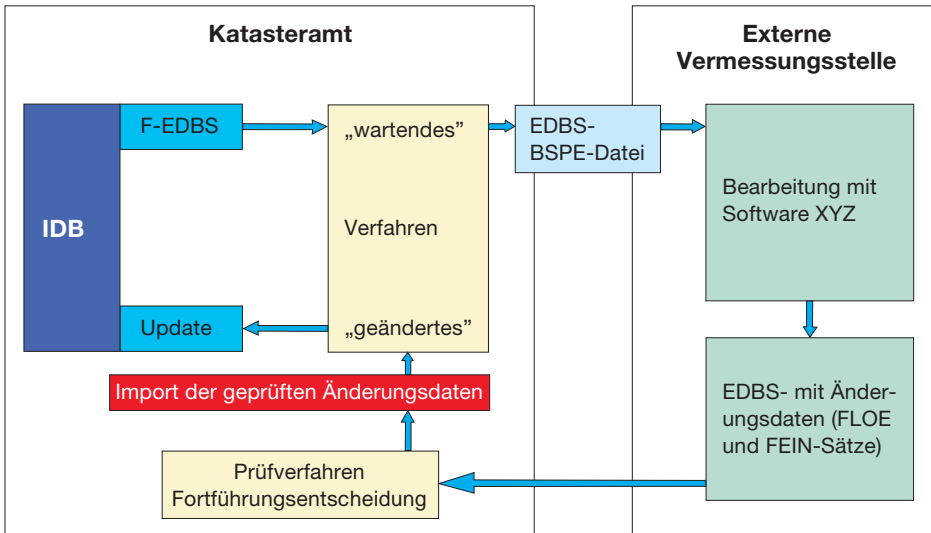 Katasteramt
Externe
Vermessungsstelle
IDB
F-EDBS
„wartendes”
EDBS-
BSPE-Datei
Bearbeitung mit
Software XYZ
Verfahren
Update
„geändertes”
Import der geprüften Änderungsdaten
EDBS- mit Änder-
ungsdaten (FLOE
und FEIN-Sätze)
Prüfverfahren
Fortführungsentscheidung